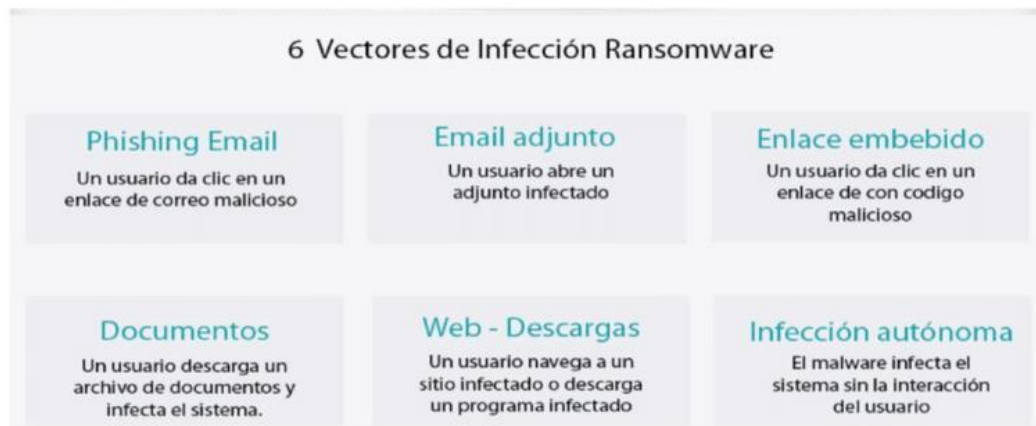 6 Vectores de Infección Ransomware
Phishing Email
Un usuario da clic en un
enlace de correo malicioso
Email adjunto
Un usuario abre un
adjunto infectado
Enlace embebido
Un usuario da clic en un
enlace de con codigo
malicioso
Documentos
Un usuario descarga un
archivo de documentos y
infecta el sistema.
Web - Descargas
Un usuario navega a un
sitio infectado o descarga
un programa infectado
Infección autónoma
El malware infecta el
sistema sin la interacción
del usuario